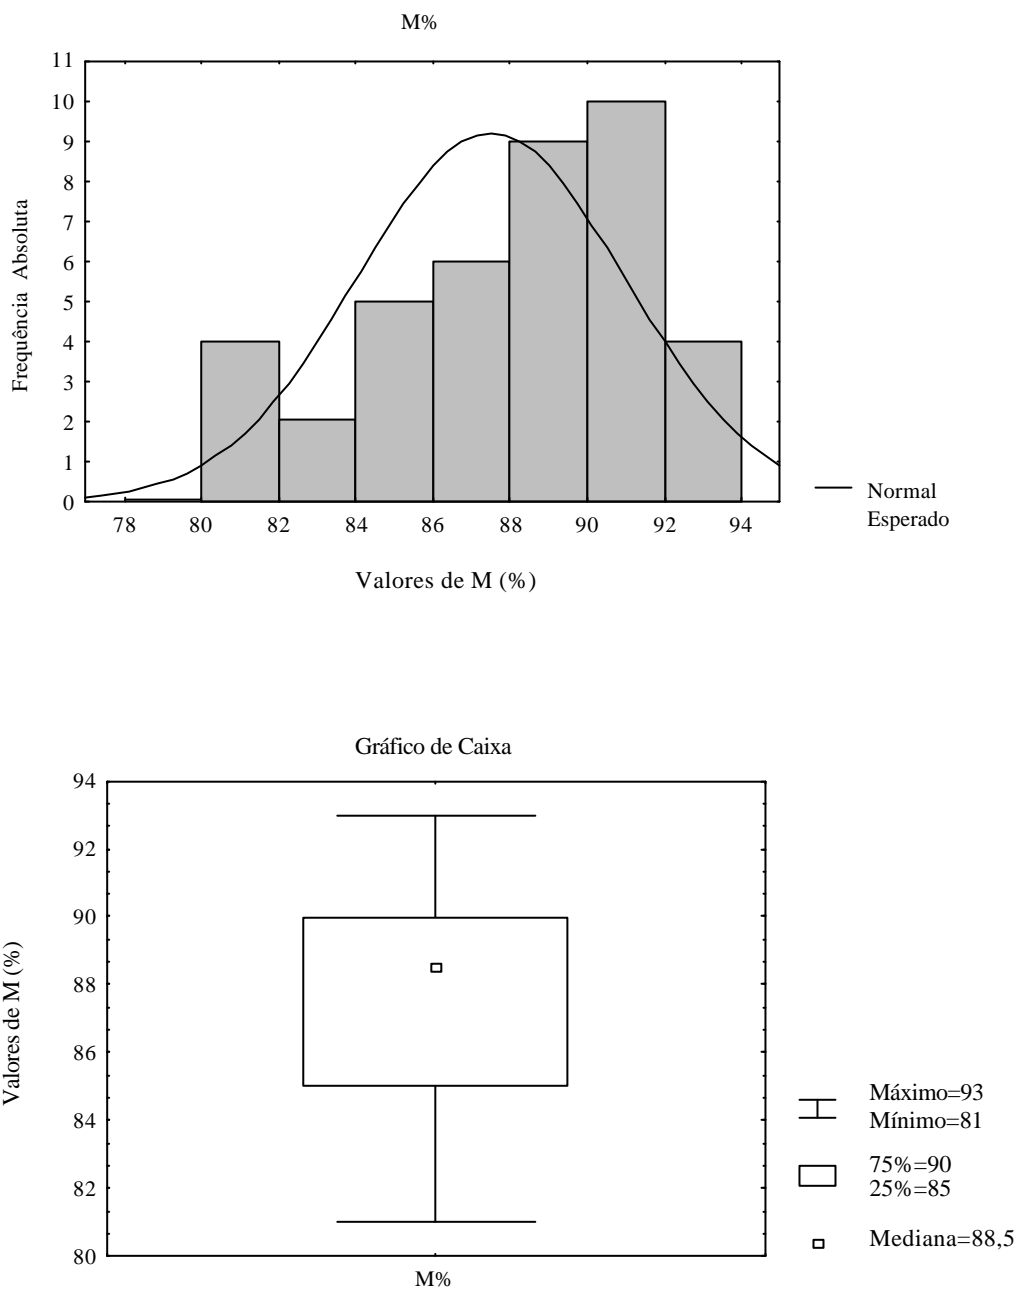 M%
11
10
9
8
7
6
5
4
3
2
1
0
Frequência Absoluta
78 80 82 84 86 88 90 92 94
Valores de M (%)
Normal
Esperado
Gráfico de Caixa
94
92
90
88
86
84
82
80
Valores de M (%)
M%
Máximo=93
Mínimo=81
75%=90
25%=85
Mediana=88,5